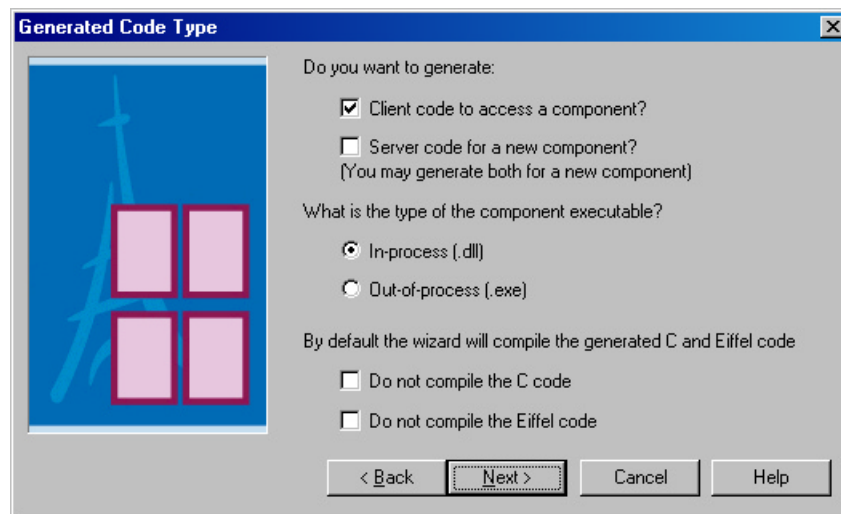 Generated Code Type
Do you want to generate:
Client code to access a component?
Server code for a new component?
(You may generate both for a new component)
What is the type of the component executable?
In-process (.dll)
Out-of-process (.exe)
By default the wizard will compile the generated C and Eiffel code
Do not compile the C code
Do not compile the Eiffel code
< Back Next > Cancel Help